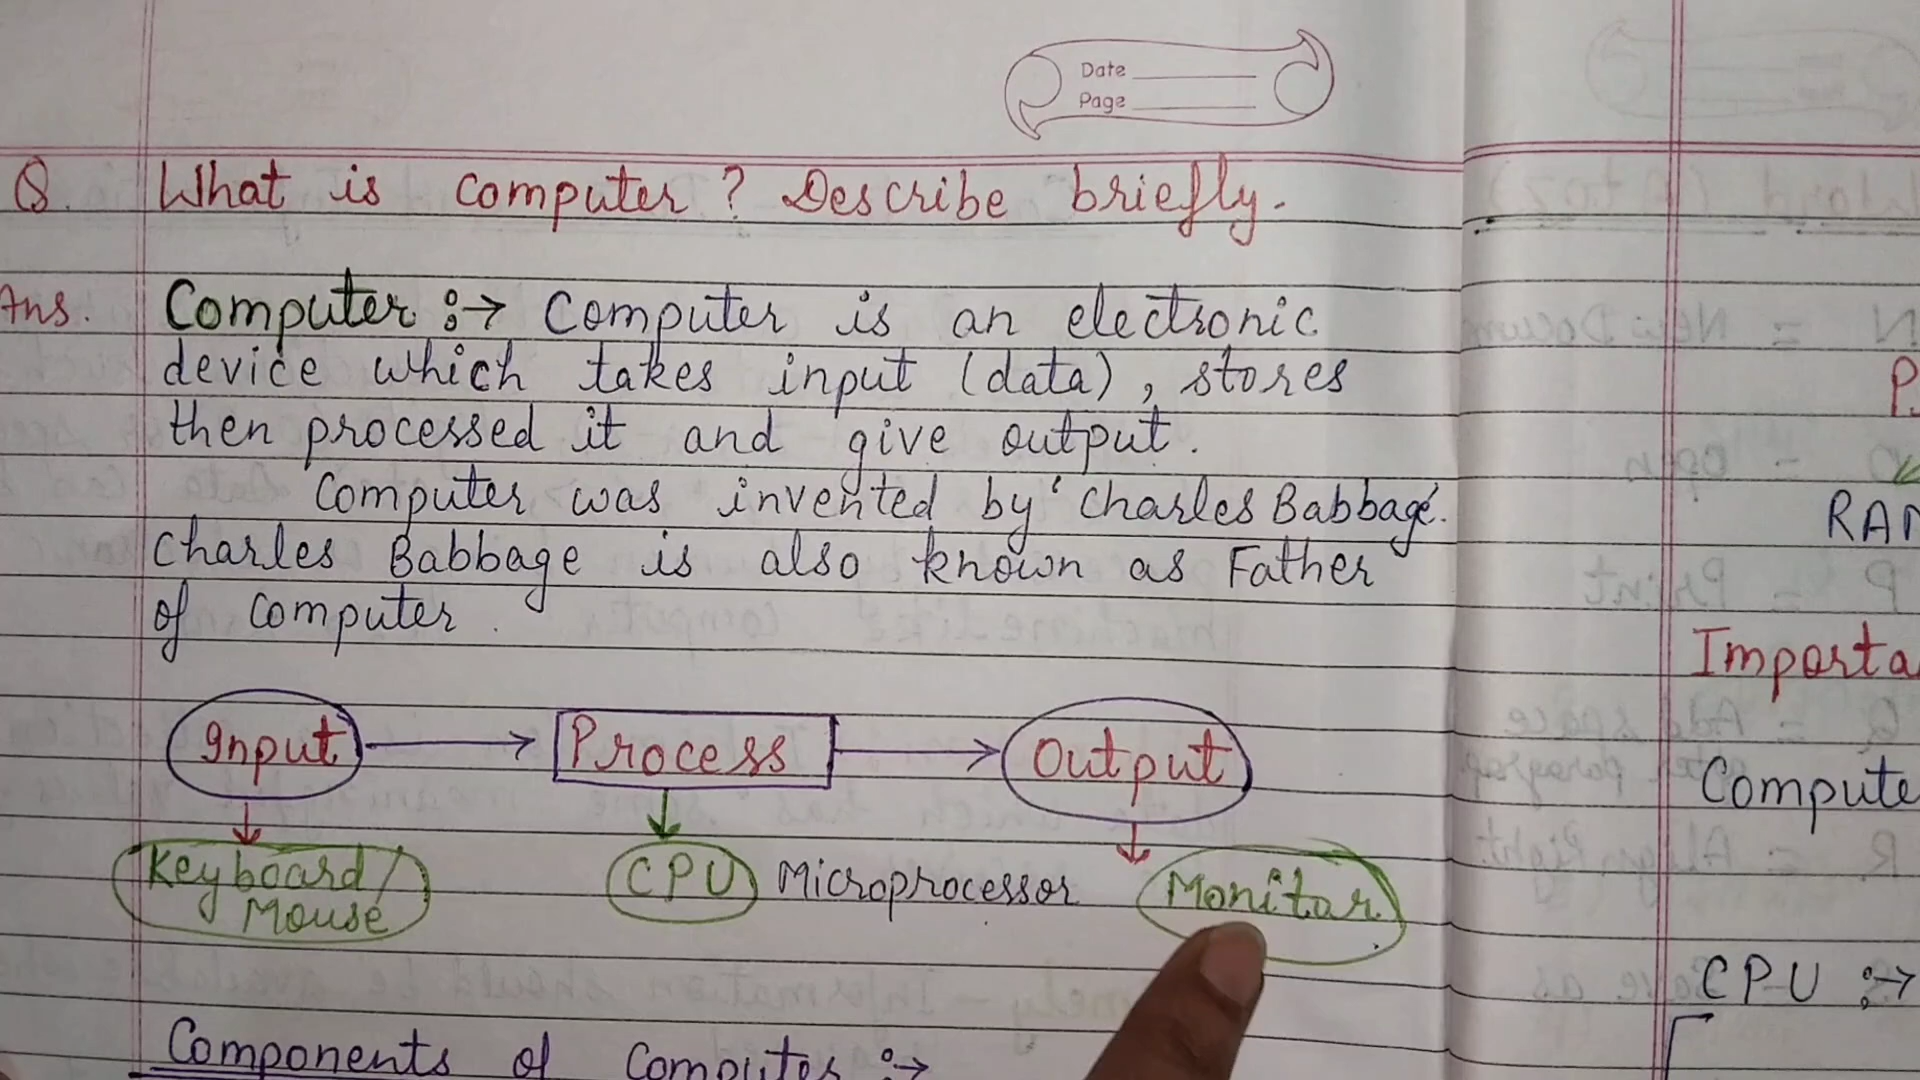 Date
Page
Q. What is computer? Describe briefly.
Ans. Computer :→ Computer is an electronic
device which takes input (data), stores
then processed it and give output.
Computer was invented by 'Charles Babbage'.
Charles Babbage is also known as Father
of computer.
Input → Process → Output
Keyboard/
Mouse
CPU Microprocessor
Monitar
Components of Computer :→
RAM
Importa
Compute
CPU :→